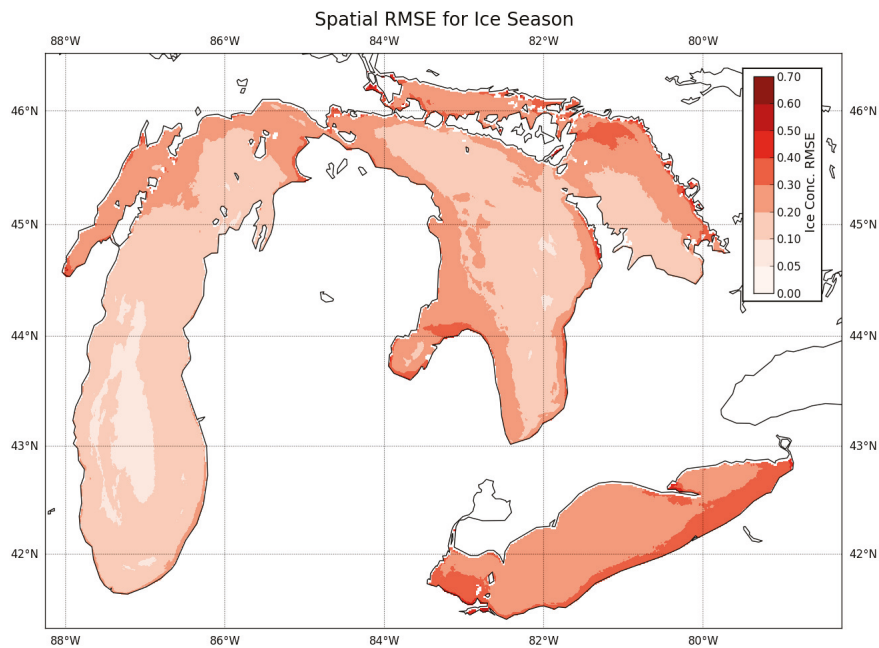 Spatial RMSE for Ice Season
88°W 86°W 84°W 82°W 80°W
46°N
45°N
44°N
43°N
42°N
0.70
0.60
0.50
0.40
0.30
0.20
0.10
0.05
0.00
Ice Conc. RMSE
46°N
45°N
44°N
43°N
42°N
88°W 86°W 84°W 82°W 80°W